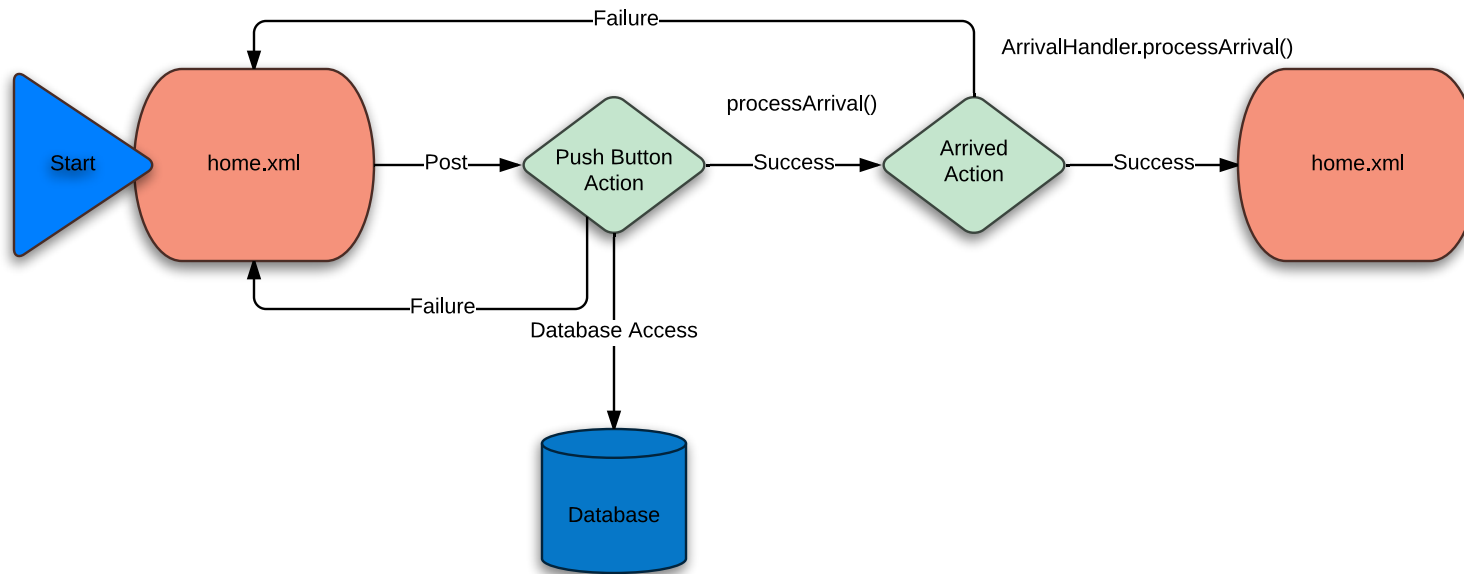 Failure
ArrivalHandler.processArrival()
processArrival()
Start
home.xml
Post
Push Button
Action
Success
Arrived
Action
Success
home.xml
Failure
Database Access
Database